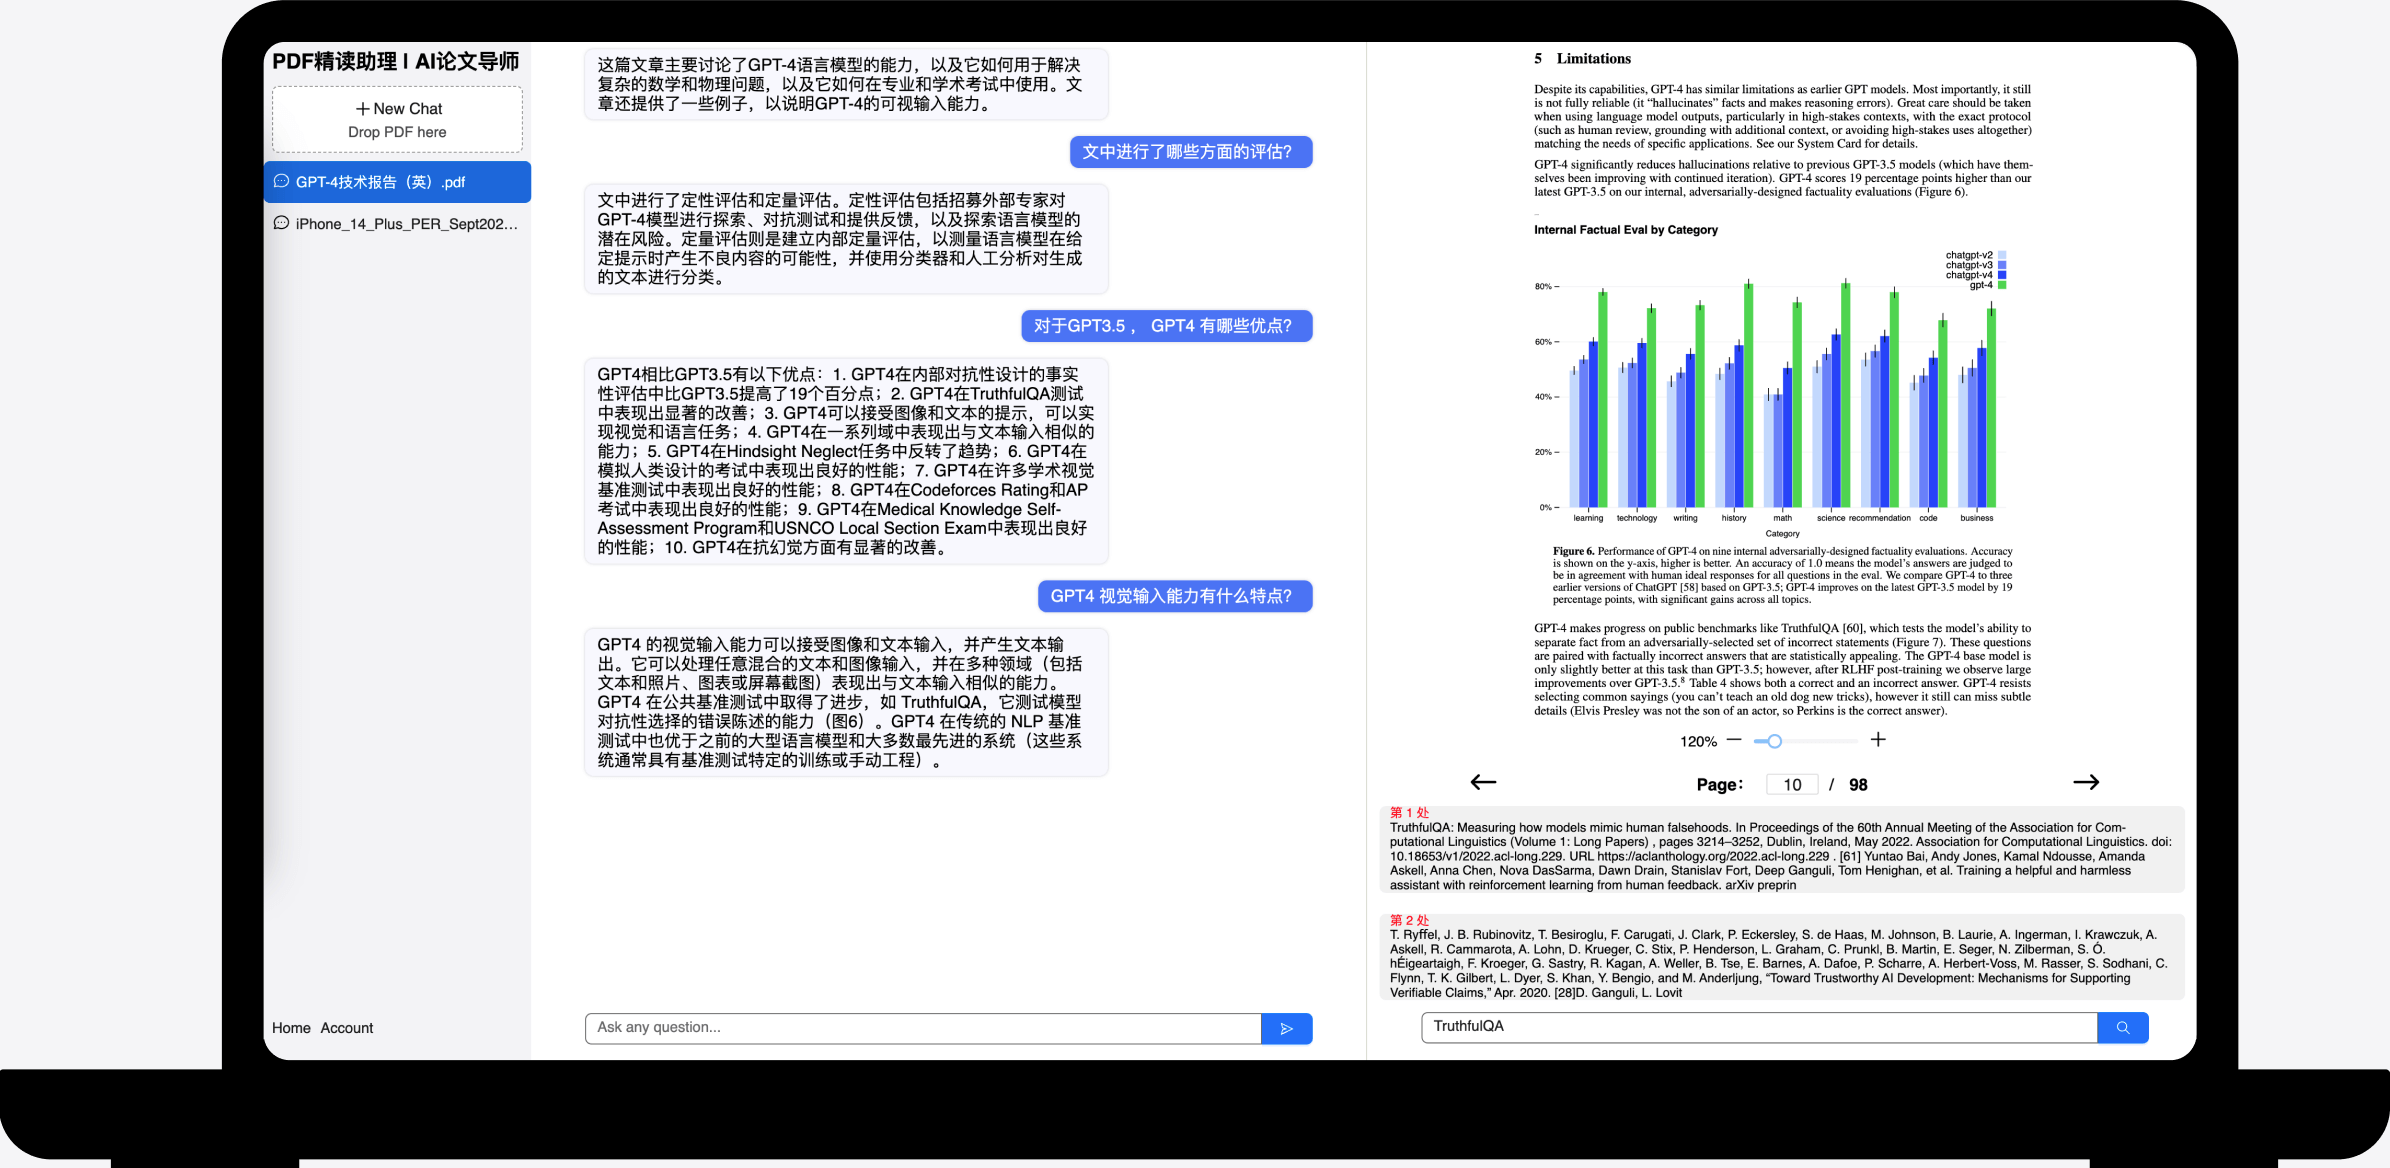 PDF精读助理 I AI论文导师
New Chat
Drop PDF here
GPT-4技术报告（英）.pdf
iPhone_14_Plus_PER_Sept202...
Home Account
这篇文章主要讨论了GPT-4语言模型的能力，以及它如何用于解决
复杂的数学和物理问题，以及它如何在专业和学术考试中使用。文
章还提供了一些例子，以说明GPT-4的可视输入能力。
文中进行了哪些方面的评估？
文中进行了定性评估和定量评估。定性评估包括招募外部专家对
GPT-4模型进行探索、对抗测试和提供反馈，以及探索语言模型的
潜在风险。定量评估则是建立内部定量评估，以测量语言模型在给
定提示时产生不良内容的可能性，并使用分类器和人工分析对生成
的文本进行分类。
对于GPT3.5 ， GPT4 有哪些优点？
GPT4相比GPT3.5有以下优点：1. GPT4在内部对抗性设计的事实
性评估中比GPT3.5提高了19个百分点；2. GPT4在TruthfulQA测试
中表现出显著的改善；3. GPT4可以接受图像和文本的提示，可以实
现视觉和语言任务；4. GPT4在一系列域中表现出与文本输入相似的
能力；5. GPT4在Hindsight Neglect任务中反转了趋势；6. GPT4在
模拟人类设计的考试中表现出良好的性能；7. GPT4在许多学术视觉
基准测试中表现出良好的性能；8. GPT4在Codeforces Rating和AP
考试中表现出良好的性能；9. GPT4在Medical Knowledge Self-
Assessment Program和USNCO Local Section Exam中表现出良好
的性能；10. GPT4在抗幻觉方面有显著的改善。
GPT4 视觉输入能力有什么特点？
GPT4 的视觉输入能力可以接受图像和文本输入，并产生文本输
出。它可以处理任意混合的文本和图像输入，并在多种领域（包括
文本和照片、图表或屏幕截图）表现出与文本输入相似的能力。
GPT4 在公共基准测试中取得了进步，如 TruthfulQA，它测试模型
对抗性选择的错误陈述的能力（图6）。GPT4 在传统的 NLP 基准
测试中也优于之前的大型语言模型和大多数最先进的系统（这些系
统通常具有基准测试特定的训练或手动工程）。
Ask any question...
5 Limitations
Despite its capabilities, GPT-4 has similar limitations as earlier GPT models. Most importantly, it still
is not fully reliable (it “hallucinates” facts and makes reasoning errors). Great care should be taken
when using language model outputs, particularly in high-stakes contexts, with the exact protocol
(such as human review, grounding with additional context, or avoiding high-stakes uses altogether)
matching the needs of specific applications. See our System Card for details.
GPT-4 significantly reduces hallucinations relative to previous GPT-3.5 models (which have them-
selves been improving with continued iteration). GPT-4 scores 19 percentage points higher than our
latest GPT-3.5 on our internal, adversarially-designed factuality evaluations (Figure 6).
Internal Factual Eval by Category
chatgpt-v2
chatgpt-v3
chatgpt-v4
gpt-4
80%
60%
40%
20%
0%
learning technology writing history math science recommendation code business
Category
Figure 6. Performance of GPT-4 on nine internal adversarially-designed factuality evaluations. Accuracy
is shown on the y-axis, higher is better. An accuracy of 1.0 means the model’s answers are judged to
be in agreement with human ideal responses for all questions in the eval. We compare GPT-4 to three
earlier versions of ChatGPT [58] based on GPT-3.5; GPT-4 improves on the latest GPT-3.5 model by 19
percentage points, with significant gains across all topics.
GPT-4 makes progress on public benchmarks like TruthfulQA [60], which tests the model’s ability to
separate fact from an adversarially-selected set of incorrect statements (Figure 7). These questions
are paired with factually incorrect answers that are statistically appealing. The GPT-4 base model is
only slightly better at this task than GPT-3.5; however, after RLHF post-training we observe large
improvements over GPT-3.5.⁸ Table 4 shows both a correct and an incorrect answer. GPT-4 resists
selecting common sayings (you can’t teach an old dog new tricks), however it still can miss subtle
details (Elvis Presley was not the son of an actor, so Perkins is the correct answer).
120%
Page： 10 / 98
第 1 处
TruthfulQA: Measuring how models mimic human falsehoods. In Proceedings of the 60th Annual Meeting of the Association for Com-
putational Linguistics (Volume 1: Long Papers) , pages 3214–3252, Dublin, Ireland, May 2022. Association for Computational Linguistics. doi:
10.18653/v1/2022.acl-long.229. URL https://aclanthology.org/2022.acl-long.229 . [61] Yuntao Bai, Andy Jones, Kamal Ndousse, Amanda
Askell, Anna Chen, Nova DasSarma, Dawn Drain, Stanislav Fort, Deep Ganguli, Tom Henighan, et al. Training a helpful and harmless
assistant with reinforcement learning from human feedback. arXiv preprin
第 2 处
T. Ryffel, J. B. Rubinovitz, T. Besiroglu, F. Carugati, J. Clark, P. Eckersley, S. de Haas, M. Johnson, B. Laurie, A. Ingerman, I. Krawczuk, A.
Askell, R. Cammarota, A. Lohn, D. Krueger, C. Stix, P. Henderson, L. Graham, C. Prunkl, B. Martin, E. Seger, N. Zilberman, S. Ó.
hÉigeartaigh, F. Kroeger, G. Sastry, R. Kagan, A. Weller, B. Tse, E. Barnes, A. Dafoe, P. Scharre, A. Herbert-Voss, M. Rasser, S. Sodhani, C.
Flynn, T. K. Gilbert, L. Dyer, S. Khan, Y. Bengio, and M. Anderljung, “Toward Trustworthy AI Development: Mechanisms for Supporting
Verifiable Claims,” Apr. 2020. [28]D. Ganguli, L. Lovit
TruthfulQA